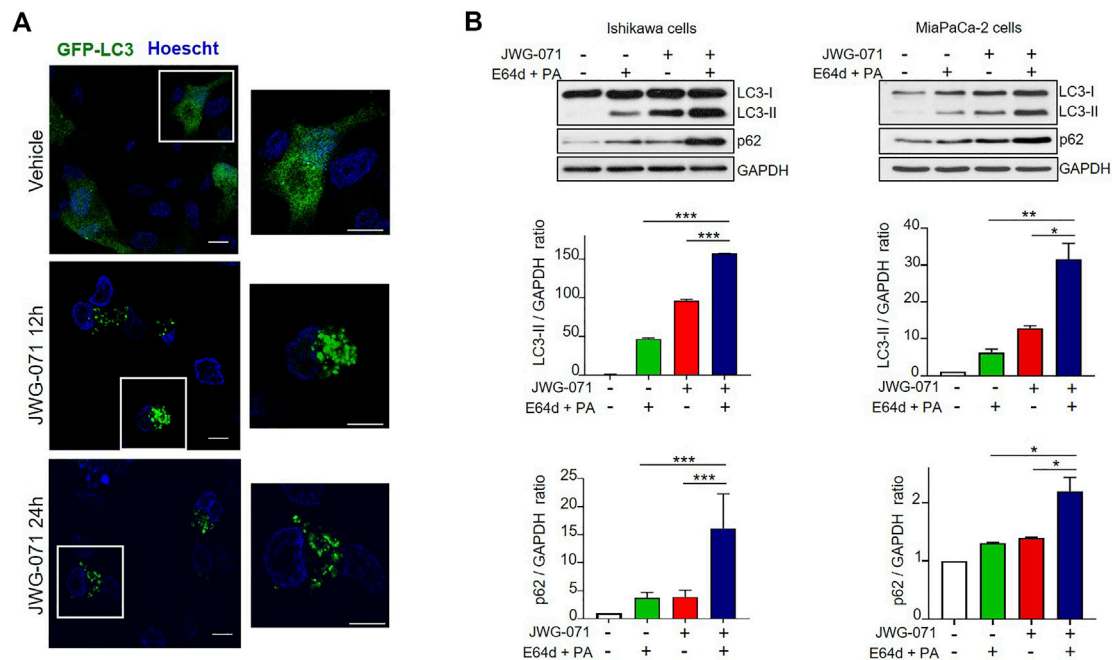 A
GFP-LC3 Hoescht
Vehicle
JWG-071 12h
JWG-071 24h
B
Ishikawa cells
JWG-071 - - + +
E64d + PA - + - +
LC3-I
LC3-II
p62
GAPDH
MiaPaCa-2 cells
JWG-071 - - + +
E64d + PA - + - +
LC3-I
LC3-II
p62
GAPDH
LC3-II / GAPDH ratio
150
100
50
0
***
***
JWG-071 - - + +
E64d + PA - + - +
LC3-II / GAPDH ratio
40
30
20
10
0
**
*
JWG-071 - - + +
E64d + PA - + - +
p62 / GAPDH ratio
25
20
15
10
5
0
***
***
JWG-071 - - + +
E64d + PA - + - +
p62 / GAPDH ratio
2
1
0
*
*
JWG-071 - - + +
E64d + PA - + - +